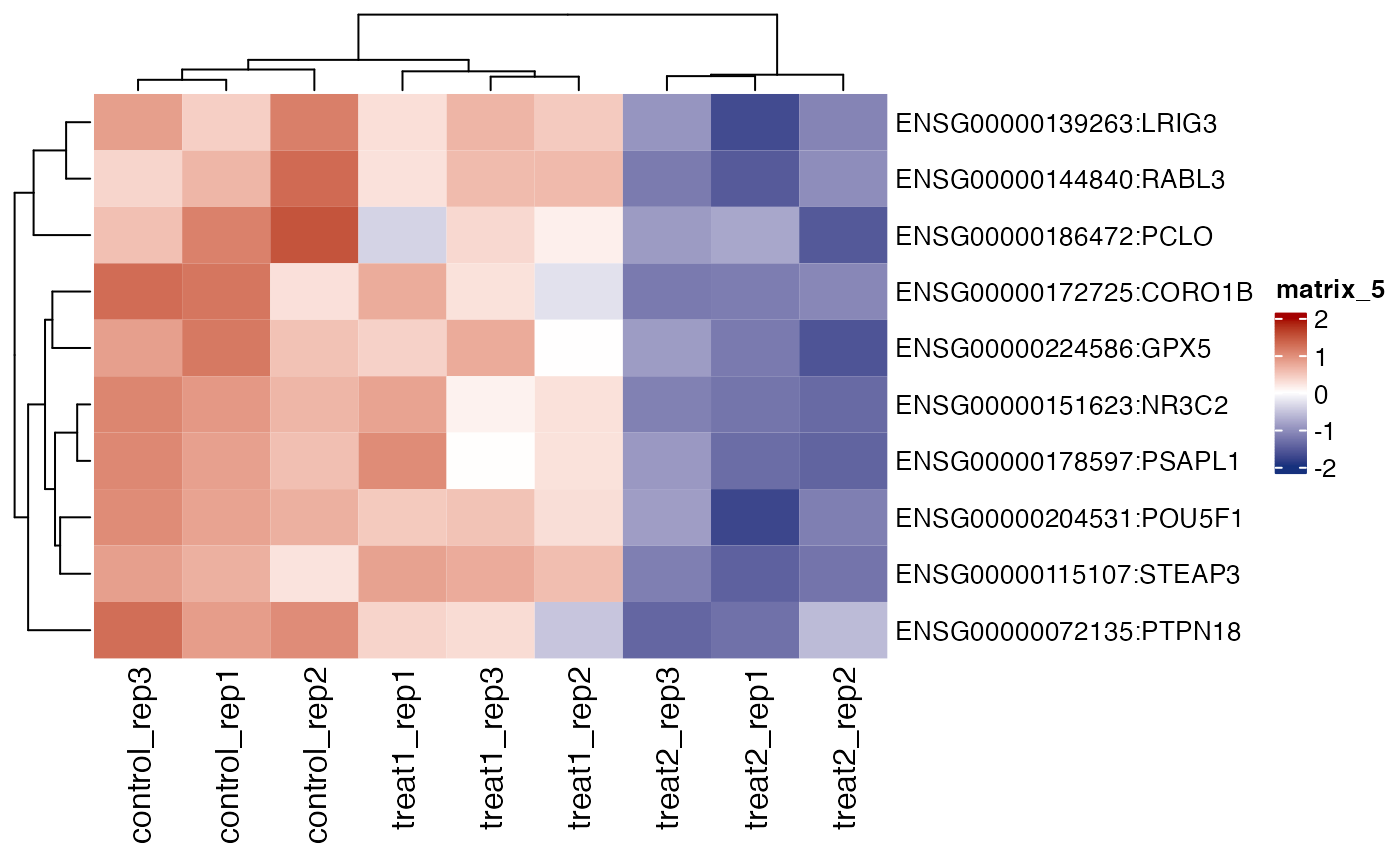 ENSG00000139263:LRIG3
ENSG00000144840:RABL3
ENSG00000186472:PCLO
ENSG00000172725:CORO1B
ENSG00000224586:GPX5
ENSG00000151623:NR3C2
ENSG00000178597:PSAPL1
ENSG00000204531:POU5F1
ENSG00000115107:STEAP3
ENSG00000072135:PTPN18
matrix_5
2
1
0
-1
-2
control_rep3
control_rep1
control_rep2
treat1_rep1
treat1_rep3
treat1_rep2
treat2_rep3
treat2_rep1
treat2_rep2